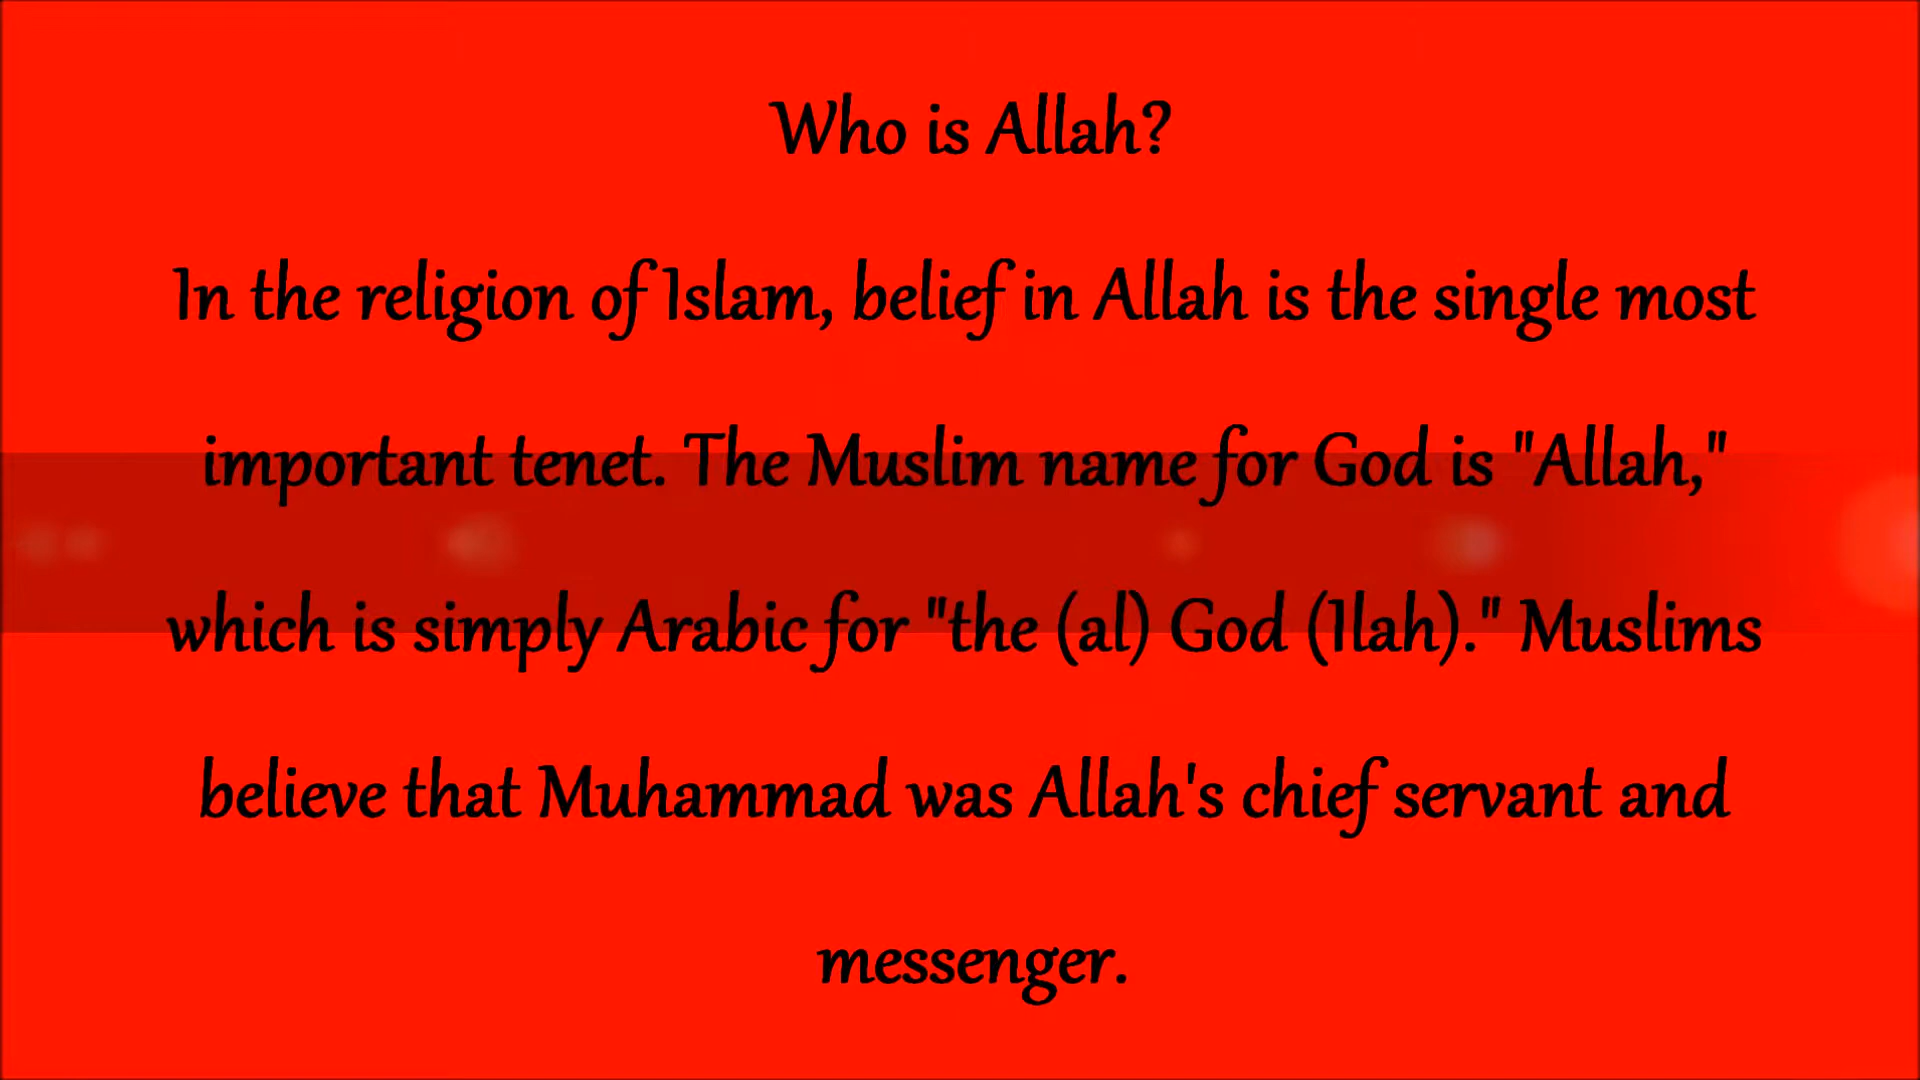 Who is Allah?
In the religion of Islam, belief in Allah is the single most
important tenet. The Muslim name for God is "Allah,"
which is simply Arabic for "the (al) God (Ilah)." Muslims
believe that Muhammad was Allah's chief servant and
messenger.